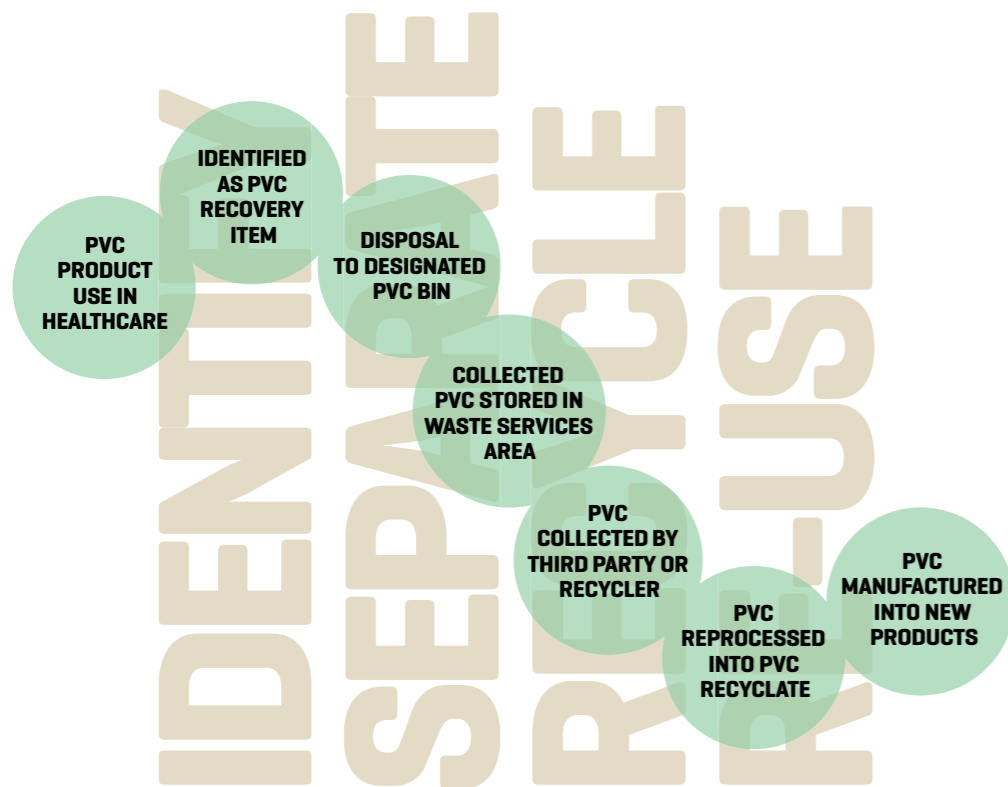 IDENTIFY
SEPARATE
RECYCLE
RE-USE
PVC
PRODUCT
USE IN
HEALTHCARE
IDENTIFIED
AS PVC
RECOVERY
ITEM
DISPOSAL
TO DESIGNATED
PVC BIN
COLLECTED
PVC STORED IN
WASTE SERVICES
AREA
PVC
COLLECTED BY
THIRD PARTY OR
RECYCLER
PVC
REPROCESSED
INTO PVC
RECYCLATE
PVC
MANUFACTURED
INTO NEW
PRODUCTS